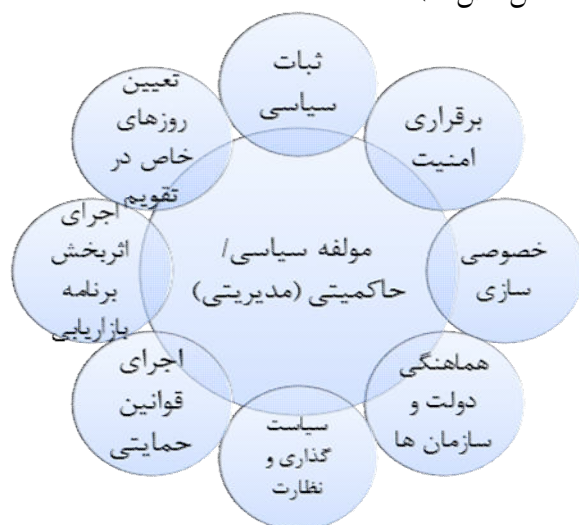 ثبات
سیاسی
برقراری
امنیت
خصوصی
سازی
هماهنگی
دولت و
سازمان ها
سیاست
گذاری و
نظارت
اجرای
قوانین
حمایتی
اجرای
اثربخش
برنامه
بازاریابی
تعیین
روزهای
خاص در
تقویم
مولفه سیاسی/
حاکمیتی (مدیریتی)